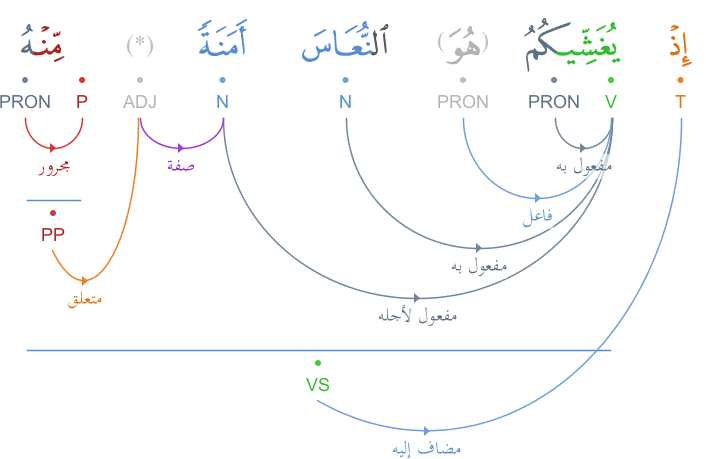 إِذْ يُغَشِّيكُمُ (هُوَ) ٱلنُّعَاسَ أَمَنَةً (*) مِّنْهُ
T V PRON PRON N N ADJ P PRON
مفعول به
صفة
مجرور
فاعل
PP
مفعول به
متعلق
مفعول لأجله
VS
مضاف إليه